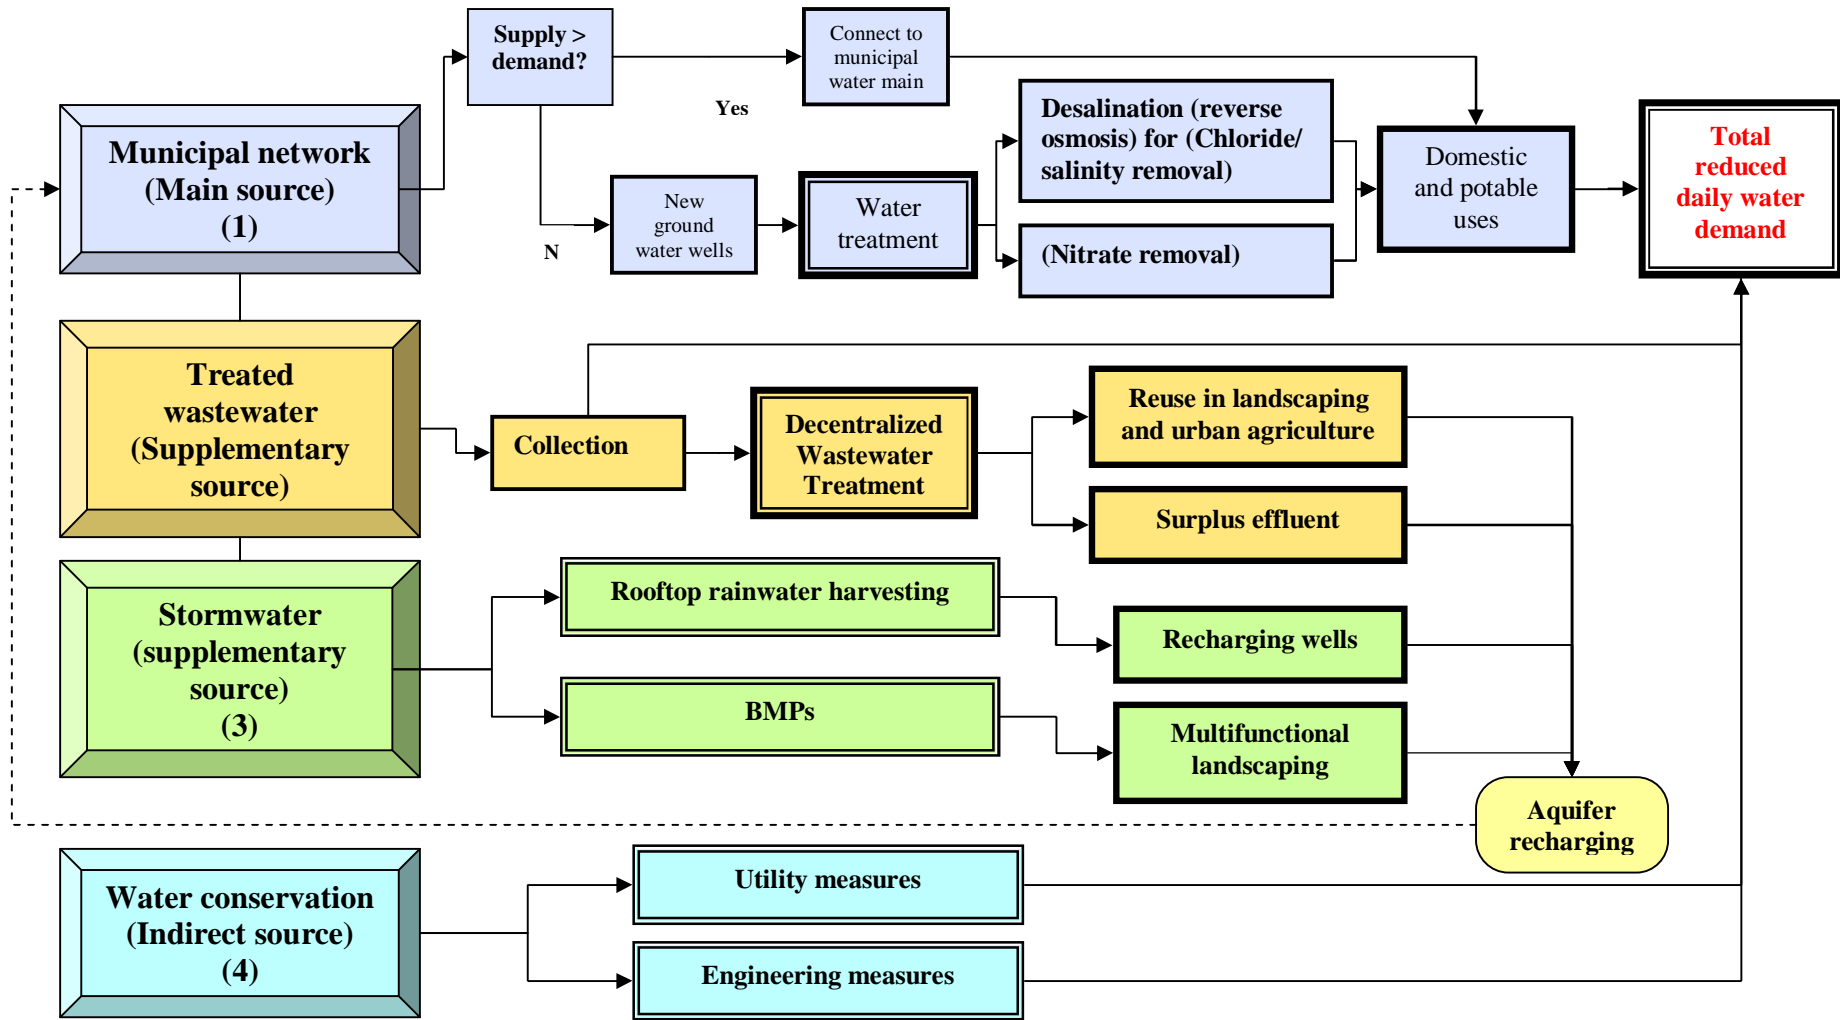 Supply >
demand?
Connect to
municipal
water main
Yes
Municipal network
(Main source)
(1)
N
New
ground
water wells
Water
treatment
Desalination (reverse
osmosis) for (Chloride/
salinity removal)
(Nitrate removal)
Domestic
and potable
uses
Total
reduced
daily water
demand
Treated
wastewater
(Supplementary
source)
Collection
Decentralized
Wastewater
Treatment
Reuse in landscaping
and urban agriculture
Surplus effluent
Stormwater
(supplementary
source)
(3)
Rooftop rainwater harvesting
BMPs
Recharging wells
Multifunctional
landscaping
Aquifer
recharging
Water conservation
(Indirect source)
(4)
Utility measures
Engineering measures